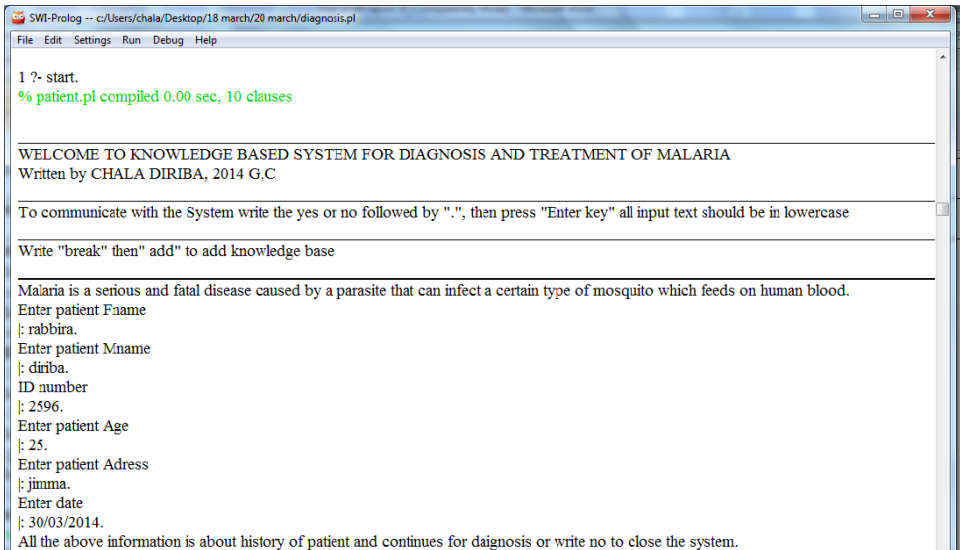 SWI-Prolog -- c:/Users/chala/Desktop/18 march/20 march/diagnosis.pl
File Edit Settings Run Debug Help
1 ?- start.
% patient.pl compiled 0.00 sec, 10 clauses
WELCOME TO KNOWLEDGE BASED SYSTEM FOR DIAGNOSIS AND TREATMENT OF MALARIA
Written by CHALA DIRIBA, 2014 G,C
To communicate with the System write the yes or no followed by ".", then press "Enter key" all input text should be in lowercase
Write "break" then" add" to add knowledge base
Malaria is a serious and fatal disease caused by a parasite that can infect a certain type of mosquito which feeds on human blood.
Enter patient Fname
|: rabbira.
Enter patient Mname
|: diriba.
ID number
|: 2596.
Enter patient Age
|: 25.
Enter patient Adress
|: jimma.
Enter date
|: 30/03/2014.
All the above information is about history of patient and continues for daignosis or write no to close the system.